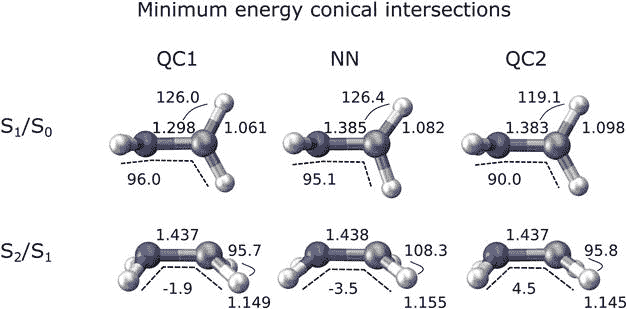 Minimum energy conical intersections
QC1 NN QC2
126.0 126.4 119.1
S₁/S₀ 1.298 1.061 1.385 1.082 1.383 1.098
96.0 95.1 90.0
1.437 1.438 1.437
S₂/S₁ 95.7 108.3 95.8
-1.9 -3.5 4.5
1.149 1.155 1.145